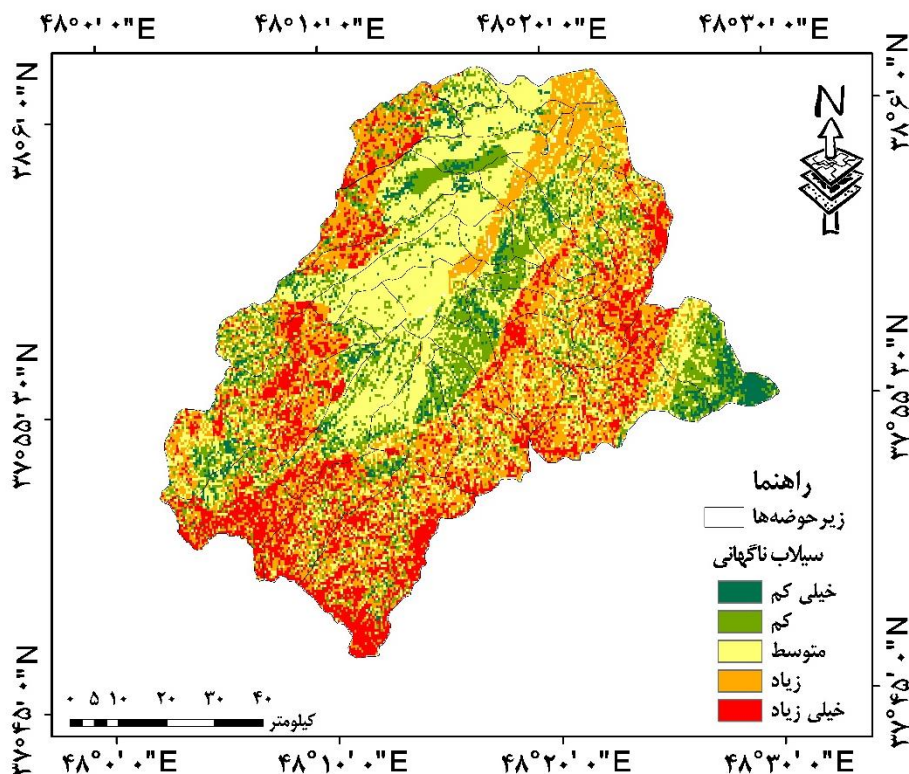 ۴۸°۰'۰"E ۴۸°۱۰'۰"E ۴۸°۲۰'۰"E ۴۸°۳۰'۰"E
۳۸°۶'۰"N
۳۸°۶'۰"N
N
۳۷°۵۵'۳۰"N
۳۷°۵۵'۳۰"N
راهنما
زیرحوضه‌ها
سیلاب ناگهانی
خیلی کم
کم
متوسط
زیاد
خیلی زیاد
۰ ۵ ۱۰ ۲۰ ۳۰ ۴۰
کیلومتر
۳۷°۴۵'۰"N
۳۷°۴۵'۰"N
۴۸°۰'۰"E ۴۸°۱۰'۰"E ۴۸°۲۰'۰"E ۴۸°۳۰'۰"E